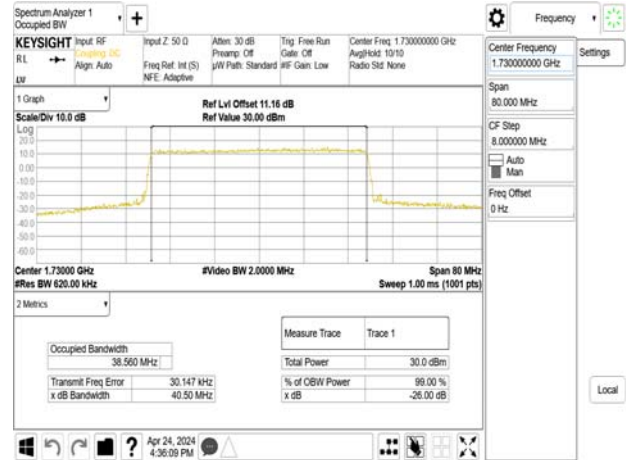 Spectrum Analyzer 1
Occupied BW
Frequency
KEYSIGHT
Input: RF
Coupling: DC
Align: Auto
Input Z: 50 Ω
Freq Ref: Int (S)
NFE: Adaptive
Atten: 30 dB
Preamp: Off
µW Path: Standard
Trig: Free Run
Gate: Off
#IF Gain: Low
Center Freq: 1.730000000 GHz
Avg|Hold: 10/10
Radio Std: None
RL
Center Frequency
1.730000000 GHz
Settings
Span
80.000 MHz
CF Step
8.000000 MHz
Auto
Man
Freq Offset
0 Hz
Local
1 Graph
Scale/Div 10.0 dB
Ref Lvl Offset 11.16 dB
Ref Value 30.00 dBm
Log
20.0
10.0
0.00
-10.0
-20.0
-30.0
-40.0
-50.0
-60.0
Center 1.73000 GHz
#Video BW 2.0000 MHz
Span 80 MHz
#Res BW 620.00 kHz
Sweep 1.00 ms (1001 pts)
2 Metrics
Measure Trace Trace 1
Occupied Bandwidth
38.560 MHz
Total Power 30.0 dBm
Transmit Freq Error 30.147 kHz
% of OBW Power 99.00 %
x dB Bandwidth 40.50 MHz
x dB -26.00 dB
Apr 24, 2024
4:36:09 PM